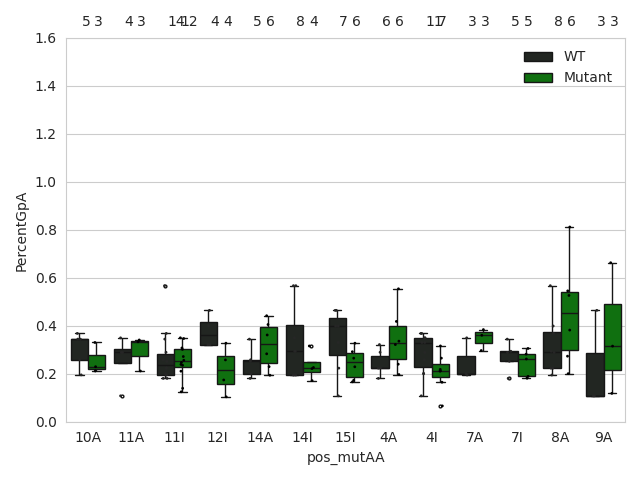 5 3 4 3 14 12 4 4 5 6 8 4 7 6 6 6 11 7 3 3 5 5 8 6 3 3
1.6
WT
Mutant
1.4
1.2
1.0
0.8
0.6
0.4
0.2
0.0
PercentGpA
10A 11A 11I 12I 14A 14I 15I 4A 4I 7A 7I 8A 9A
pos_mutAA